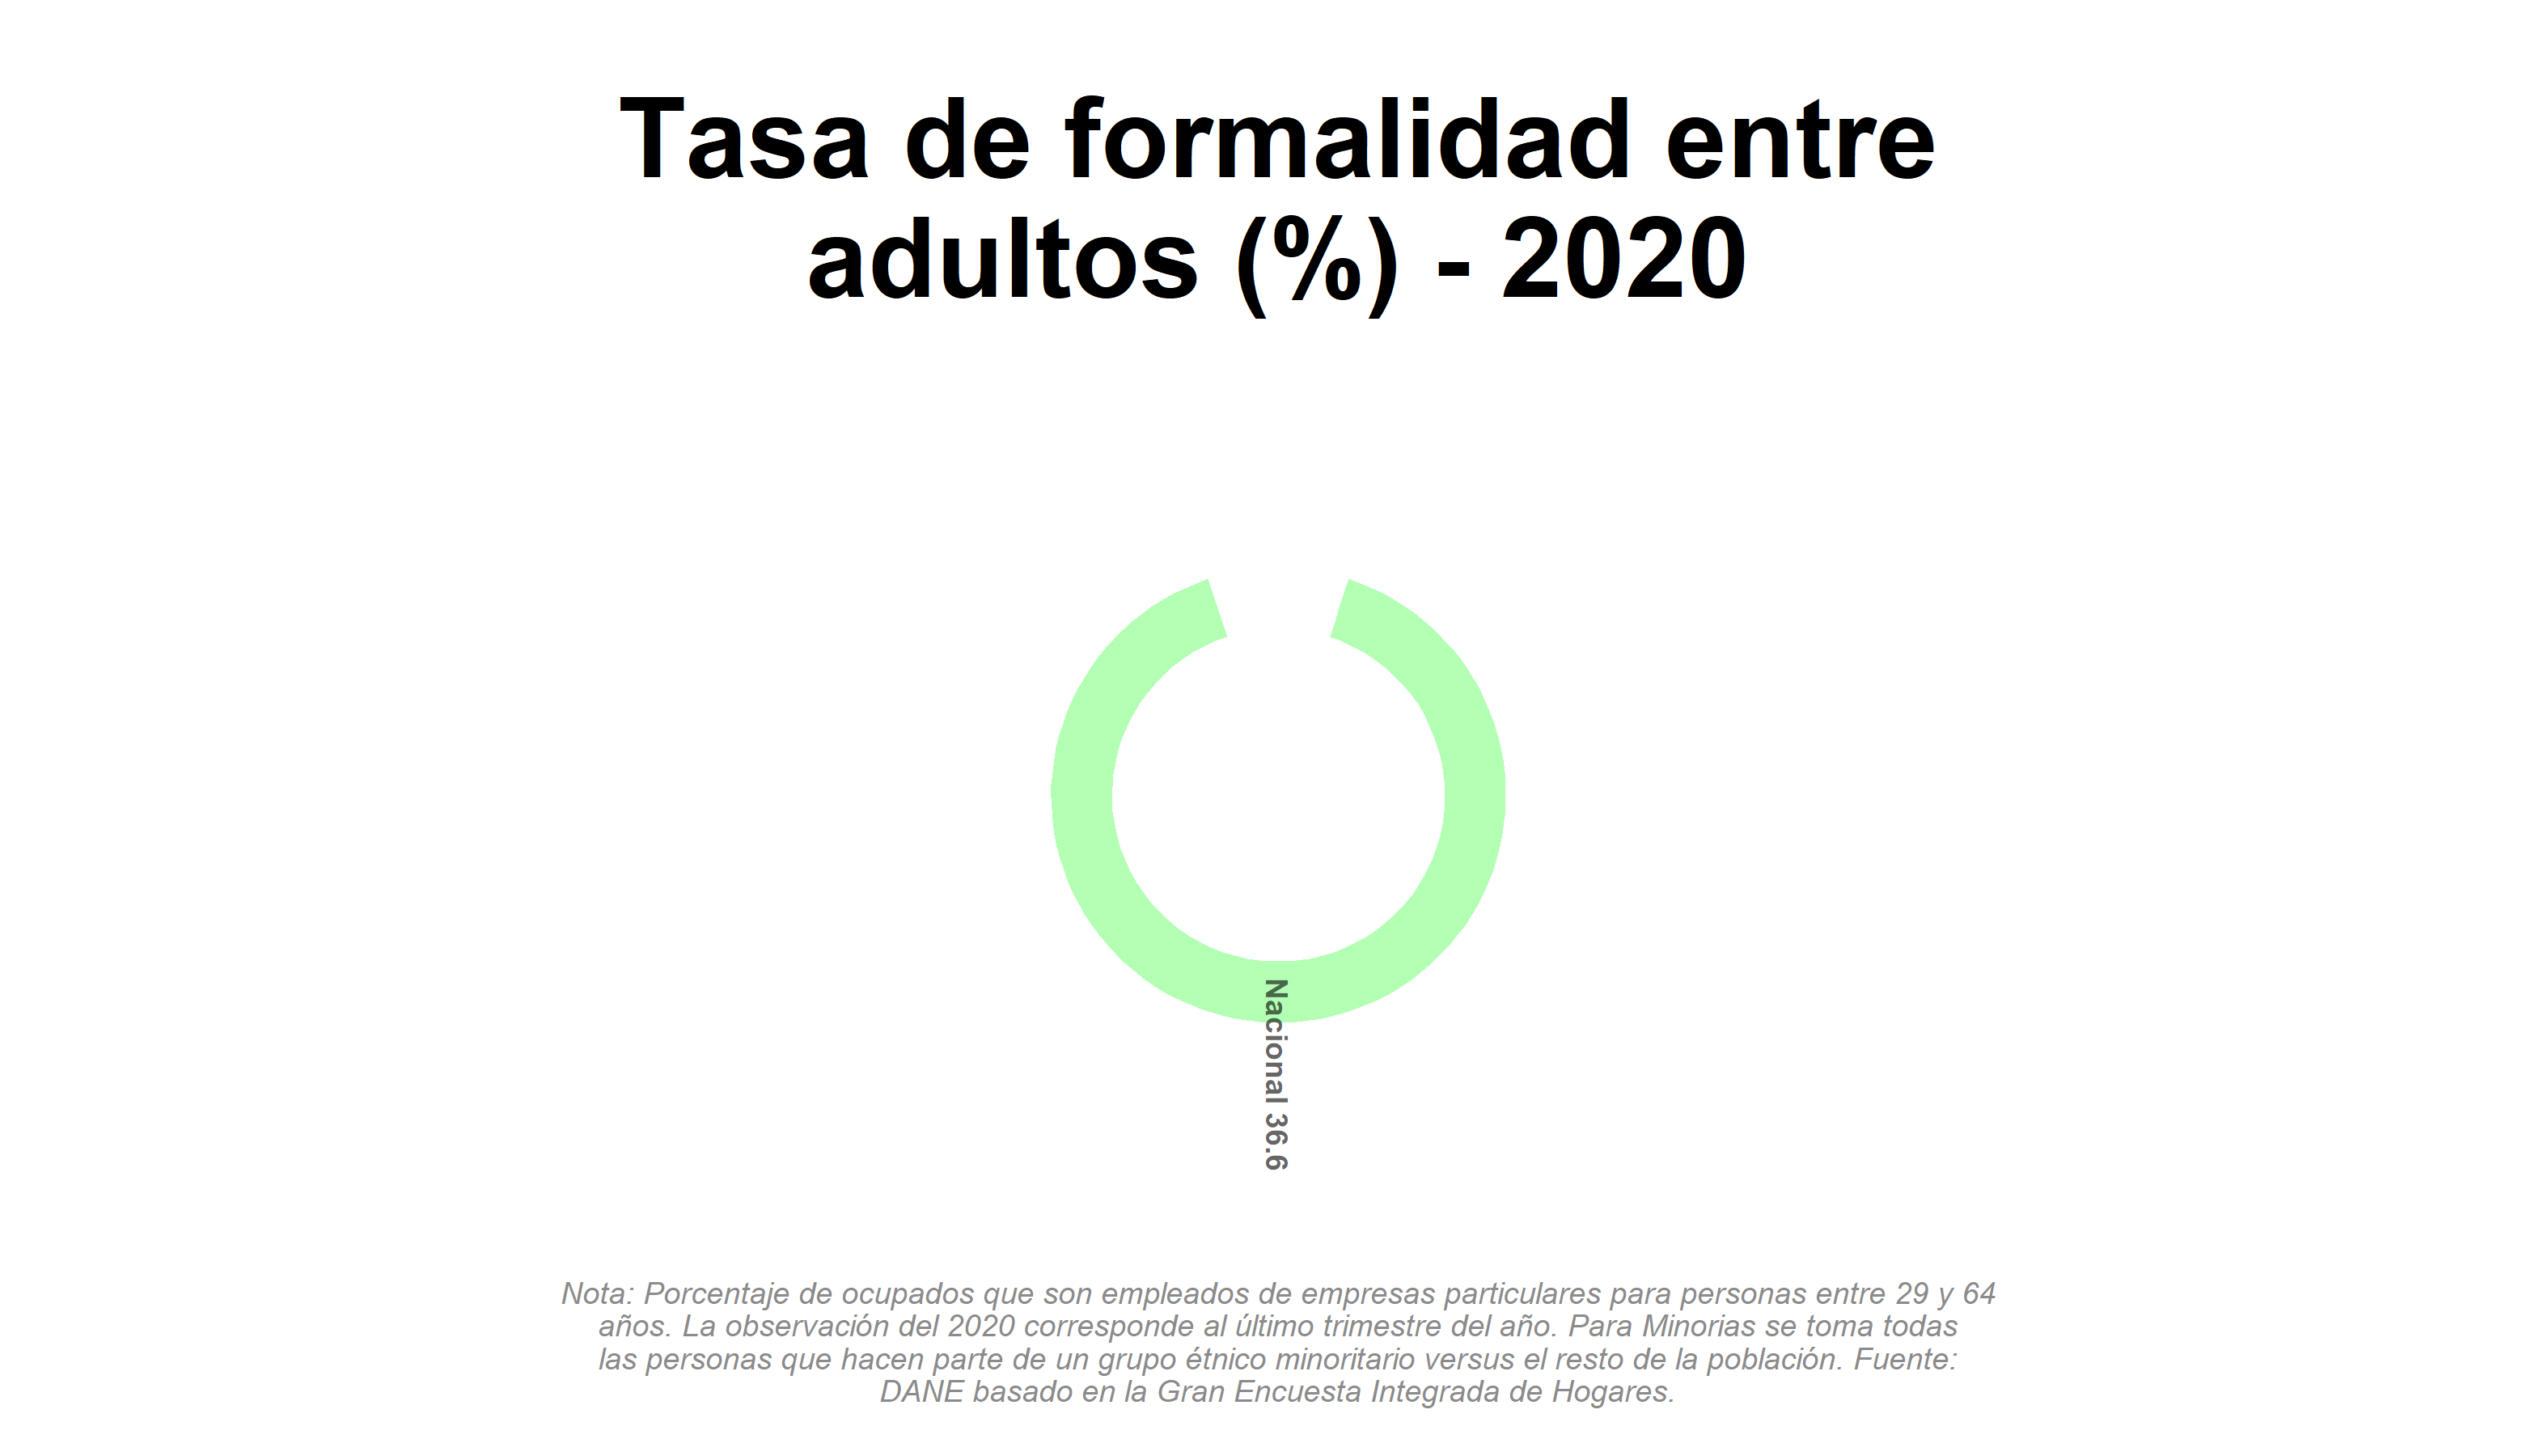 Tasa de formalidad entre
adultos (%) - 2020
Nacional 36.6
Nota: Porcentaje de ocupados que son empleados de empresas particulares para personas entre 29 y 64
años. La observación del 2020 corresponde al último trimestre del año. Para Minorias se toma todas
las personas que hacen parte de un grupo étnico minoritario versus el resto de la población. Fuente:
DANE basado en la Gran Encuesta Integrada de Hogares.